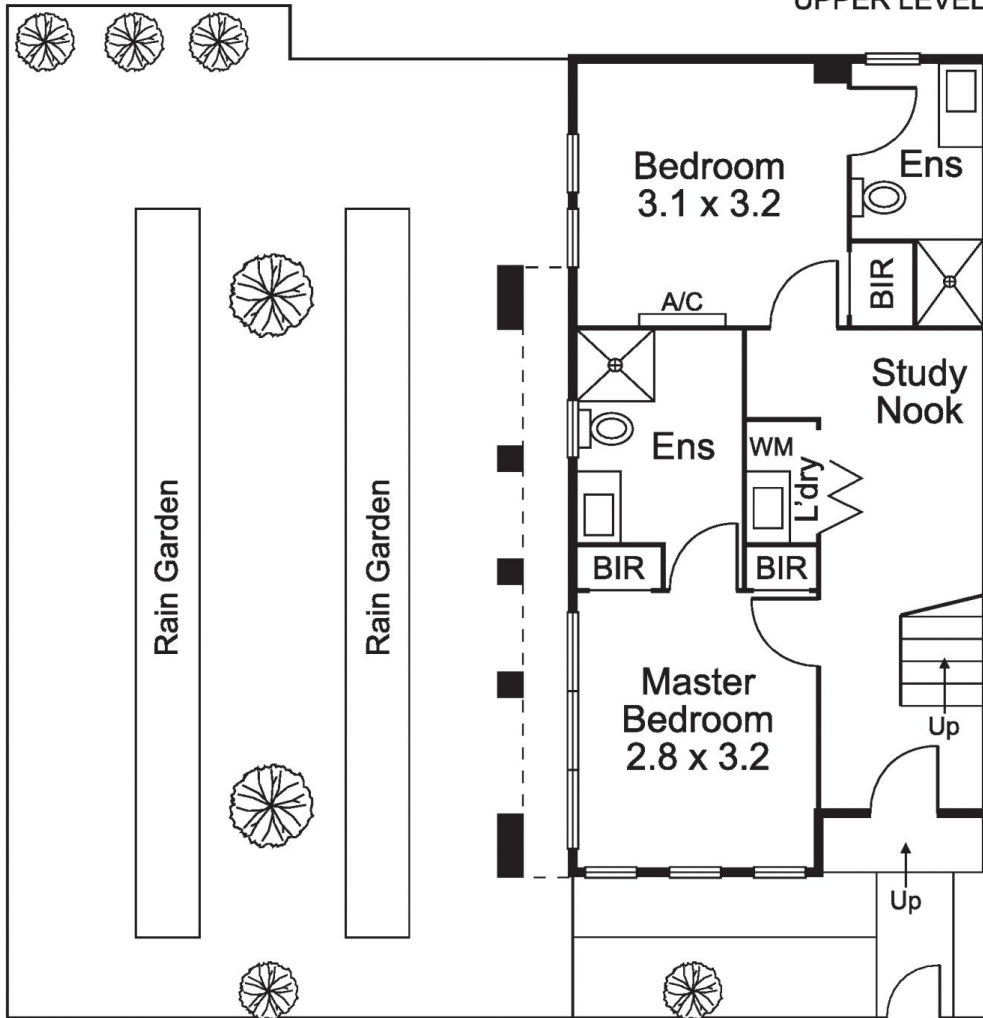 UPPER LEVEL
Bedroom
3.1 x 3.2
Ens
BIR
A/C
Study
Nook
Ens
WM
L'dry
BIR
BIR
Rain Garden
Rain Garden
Master
Bedroom
2.8 x 3.2
Up
Up